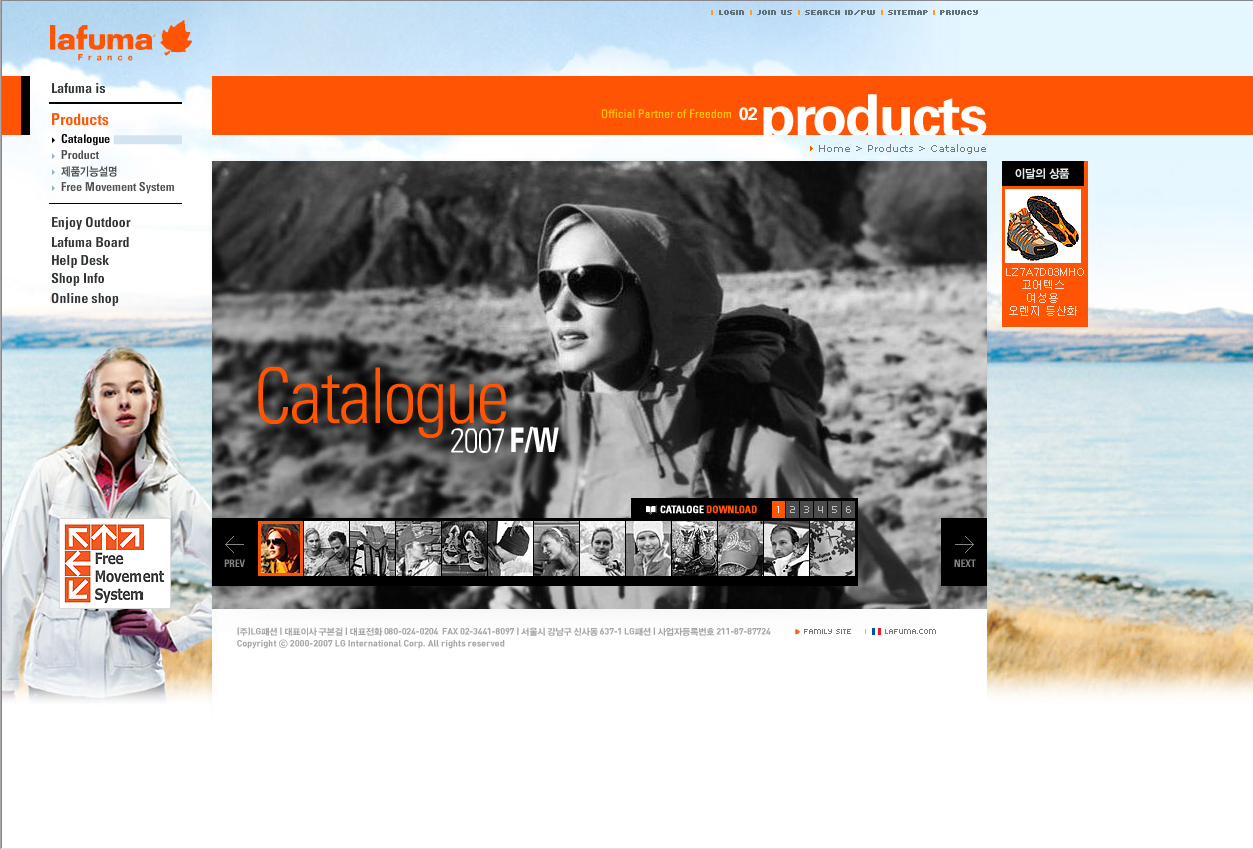 LOGIN JOIN US SEARCH ID/PW SITEMAP PRIVACY
lafuma
France
Lafuma is
Products
Catalogue
Product
제품기능설명
Free Movement System
Enjoy Outdoor
Lafuma Board
Help Desk
Shop Info
Online shop
Free
Movement
System
Official Partner of Freedom 02 products
Home > Products > Catalogue
Catalogue
2007 F/W
CATALOGE DOWNLOAD 1 2 3 4 5 6
PREV
NEXT
이달의 상품
LZ7A7D03MHO
고어텍스
여성용
오렌지 등산화
(주)LG패션 | 대표이사 구본걸 | 대표전화 080-024-0204 FAX 02-3441-8097 | 서울시 강남구 신사동 637-1 LG패션 | 사업자등록번호 211-87-87724
Copyright ⓒ 2000-2007 LG International Corp. All rights reserved
FAMILY SITE LAFUMA.COM